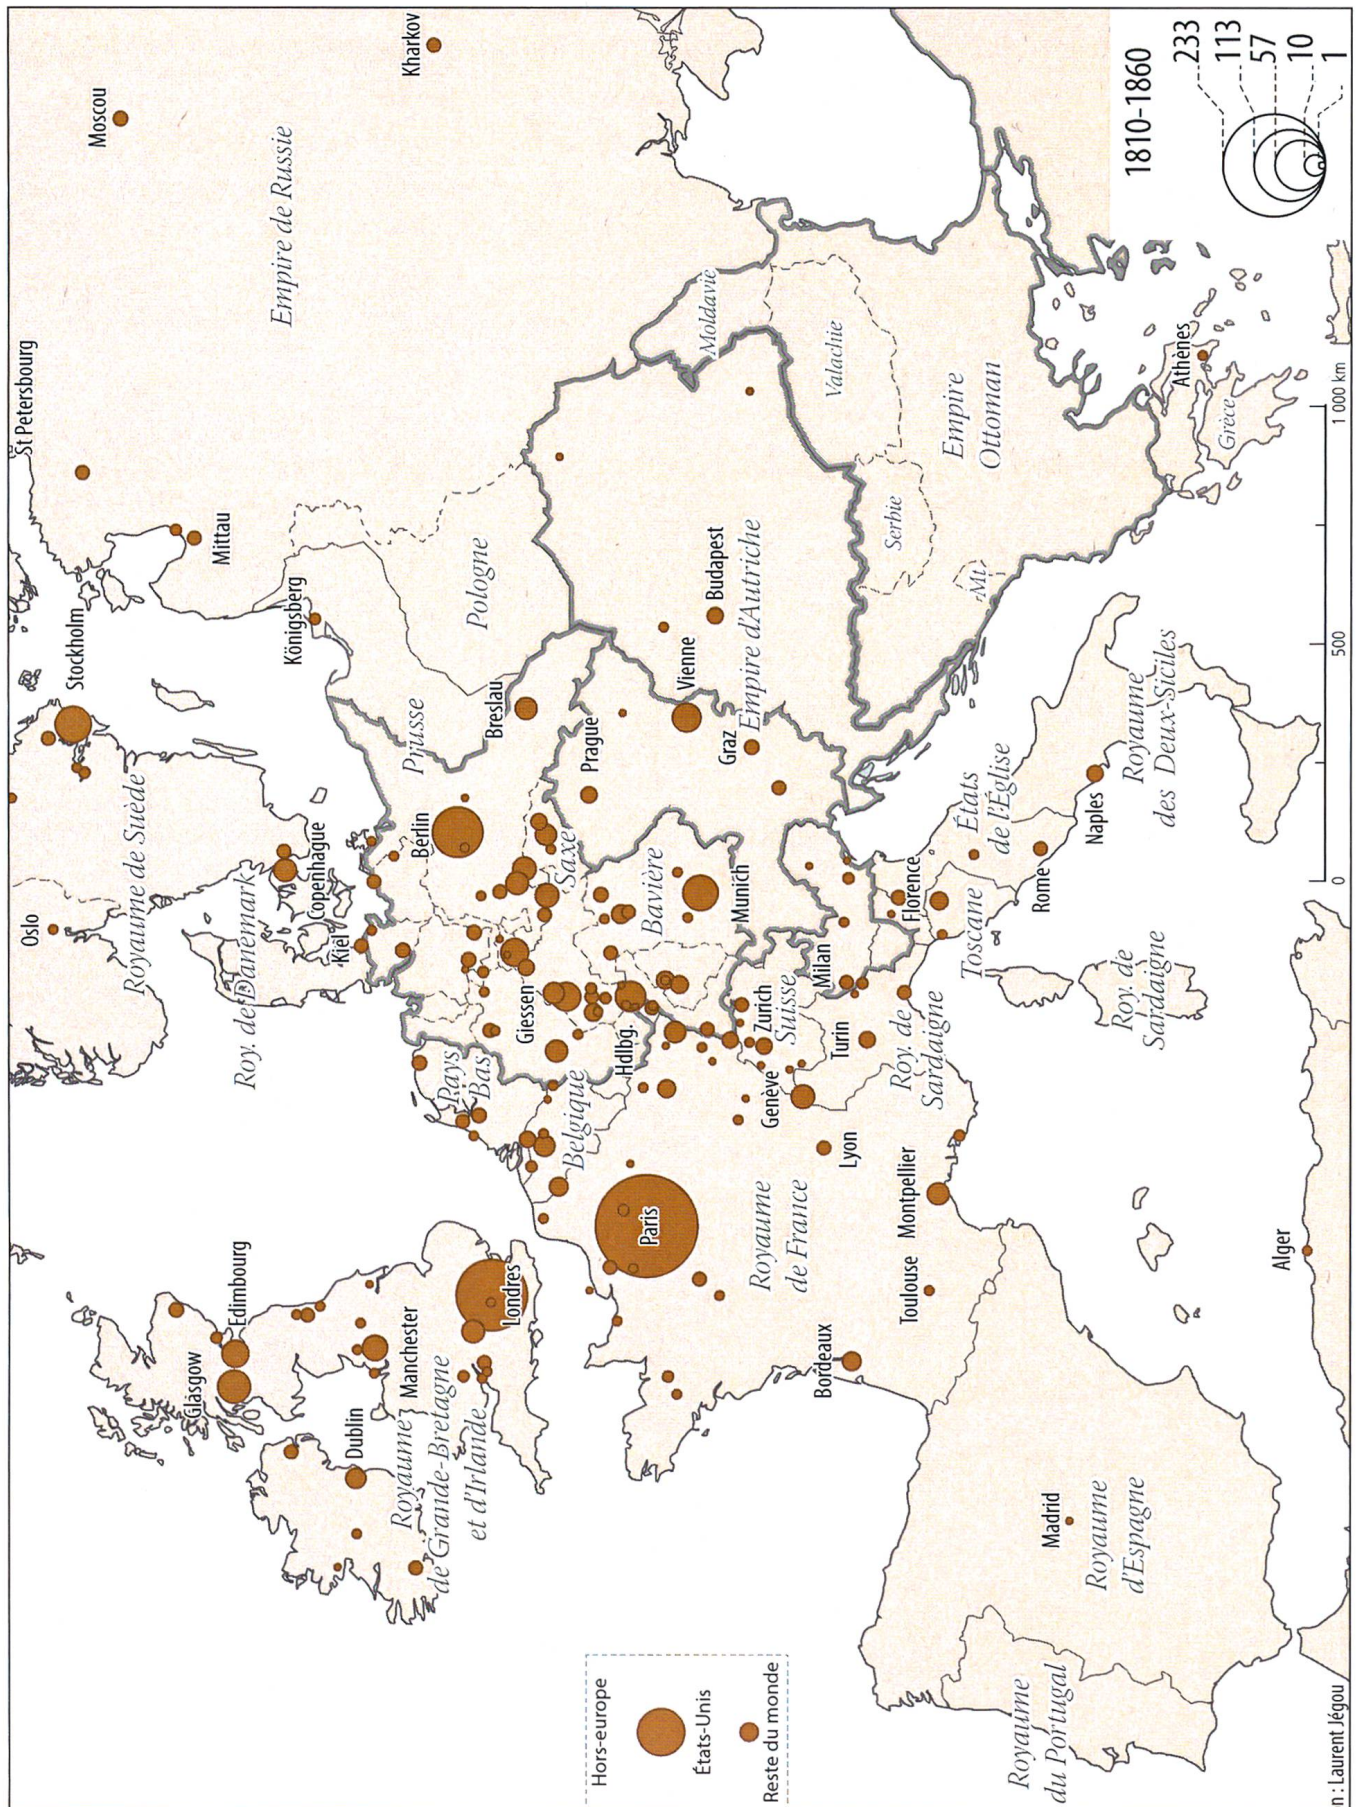 Oslo
Stockholm
St Petersbourg
Moscou
Royaume de Suède
Mittau
Empire de Russie
Kharkov
Glasgow
Edimbourg
Roy. de Danemark
Copenhague
Kiel
Königsberg
Dublin
Manchester
Royaume
de Grande-Bretagne
et d'Irlande
Londres
Pays
Bas
Berlin
Prusse
Breslau
Pologne
Giessen
Saxe
Belgique
Hdlbg.
Prague
Bavière
Paris
Munich
Vienne
Budapest
Graz
Empire d'Autriche
Moldavie
Zurich
Suisse
Genève
Royaume
de France
Lyon
Milan
Turin
Valachie
Serbie
Mt.
Empire
Ottoman
Bordeaux
Toulouse
Montpellier
Roy. de
Sardaigne
Florence
Toscane
États
de l'Église
Rome
Naples
Royaume
des Deux-Siciles
Roy. de
Sardaigne
Madrid
Royaume
d'Espagne
Royaume
du Portugal
Alger
Athènes
Grèce
Hors-europe
États-Unis
Reste du monde
1810-1860
233
113
57
10
1
0
500
1 000 km
n : Laurent Jégou